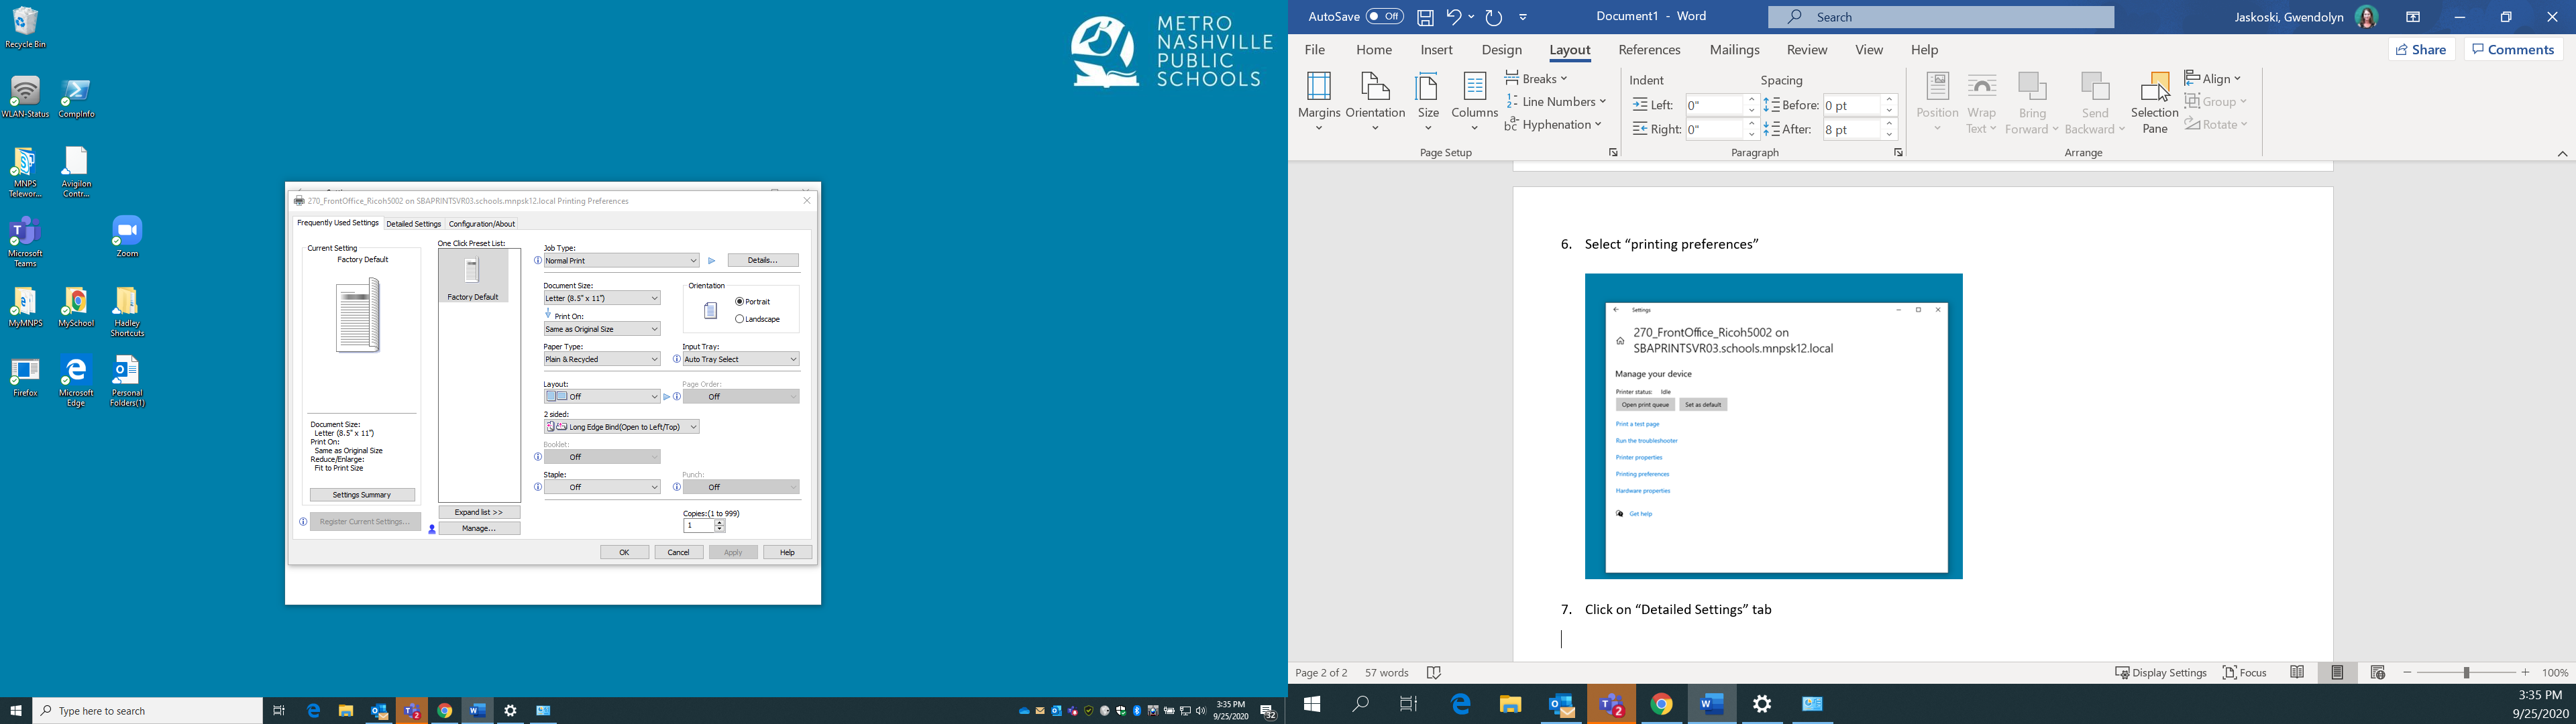 Recycle Bin
WLAN-Status
CompInfo
MNPS
Telewor...
Avigilon
Contr...
Microsoft
Teams
Zoom
MyMNPS
MySchool
Hadley
Shortcuts
Firefox
Microsoft
Edge
Personal
Folders(1)
METRO
NASHVILLE
PUBLIC
SCHOOLS
270_FrontOffice_Ricoh5002 on SBAPRINTSVR03.schools.mnpsk12.local Printing Preferences
Frequently Used Settings
Detailed Settings
Configuration/About
Current Setting
Factory Default
Document Size:
Letter (8.5" x 11")
Print On:
Same as Original Size
Reduce/Enlarge:
Fit to Print Size
Settings Summary
Register Current Settings...
One Click Preset List:
Factory Default
Expand list >>
Manage...
Job Type:
Normal Print
Details...
Document Size:
Letter (8.5" x 11")
Orientation
Portrait
Landscape
Print On:
Same as Original Size
Paper Type:
Plain & Recycled
Input Tray:
Auto Tray Select
Layout:
Off
Page Order:
Off
2 sided:
Long Edge Bind(Open to Left/Top)
Booklet:
Off
Staple:
Off
Punch:
Off
Copies:(1 to 999)
1
OK
Cancel
Apply
Help
Type here to search
2
3:35 PM
9/25/2020
32
AutoSave Off
Document1 - Word
Search
Jaskoski, Gwendolyn
File Home Insert Design Layout References Mailings Review View Help
Share
Comments
Margins
Orientation
Size
Columns
Breaks
Line Numbers
Hyphenation
Page Setup
Indent
Left: 0"
Right: 0"
Spacing
Before: 0 pt
After: 8 pt
Paragraph
Position
Wrap
Text
Bring
Forward
Send
Backward
Selection
Pane
Align
Group
Rotate
Arrange
6. Select “printing preferences”
Settings
270_FrontOffice_Ricoh5002 on
SBAPRINTSVR03.schools.mnpsk12.local
Manage your device
Printer status: Idle
Open print queue
Set as default
Print a test page
Run the troubleshooter
Printer properties
Printing preferences
Hardware properties
Get help
7. Click on “Detailed Settings” tab
Page 2 of 2
57 words
Display Settings
Focus
100%
2
3:35 PM
9/25/2020